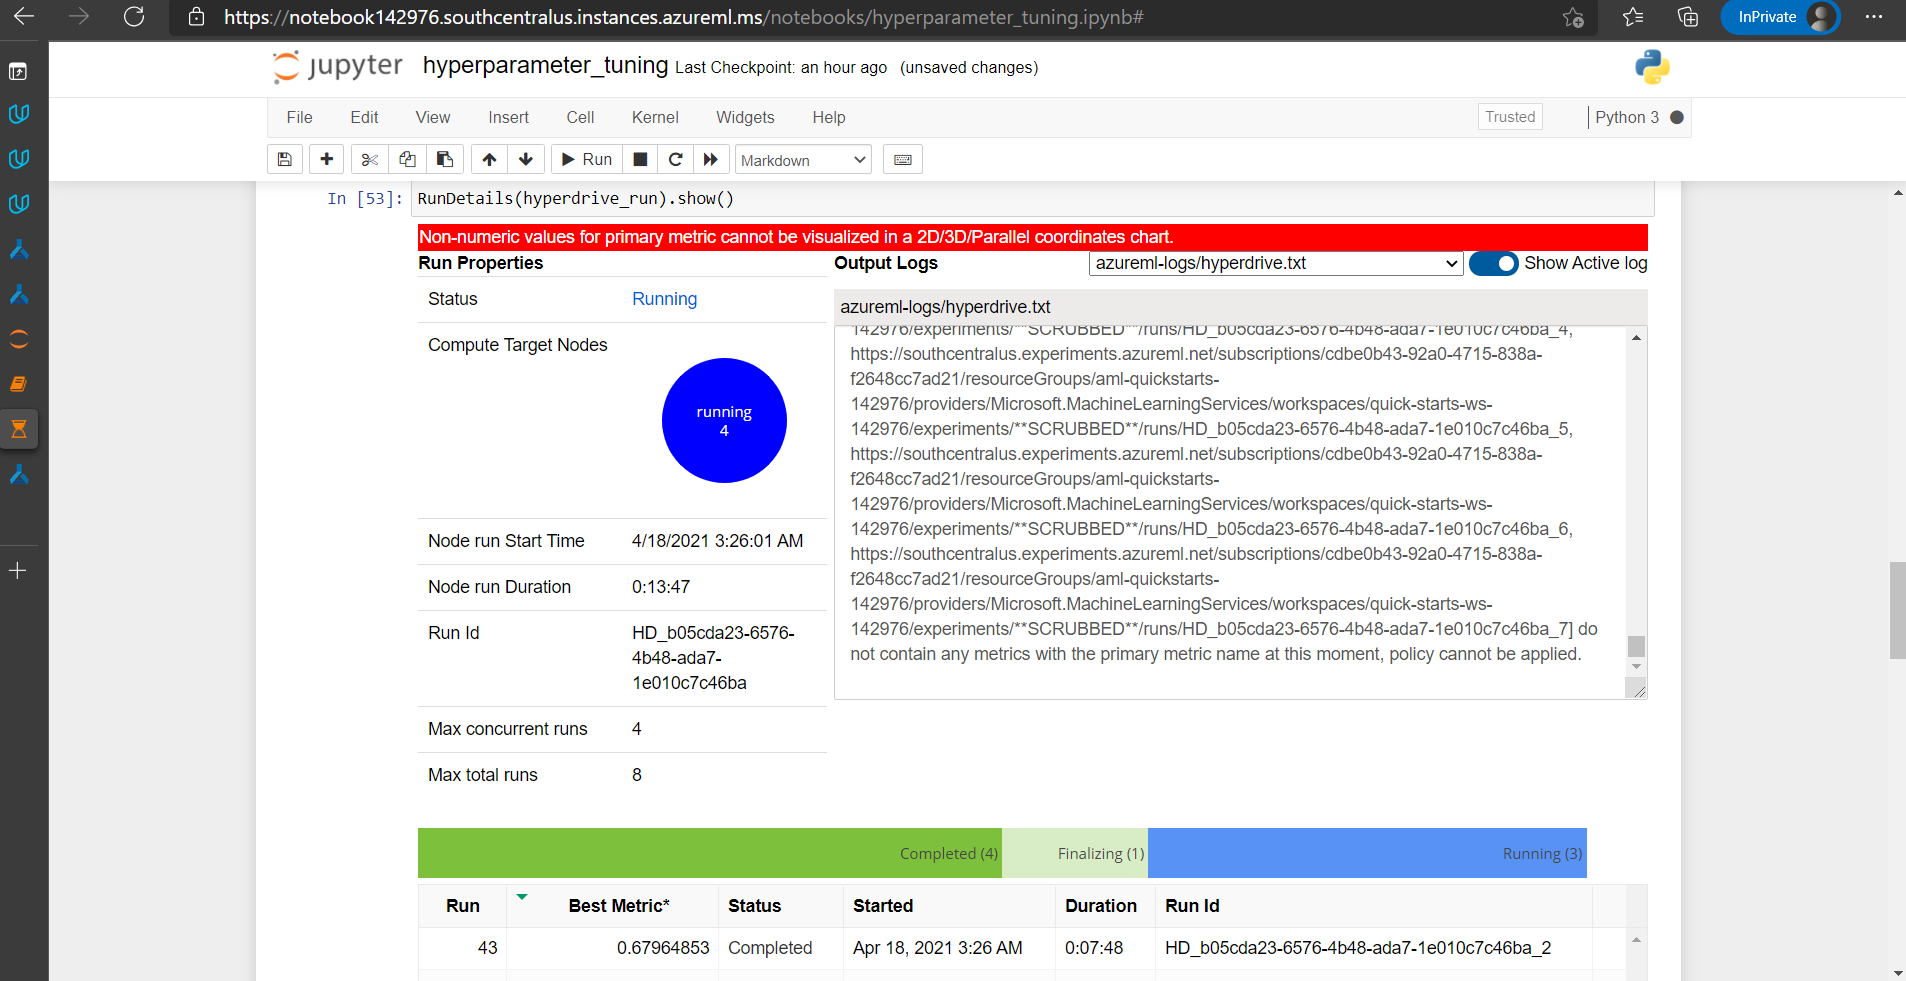 https://notebook142976.southcentralus.instances.azureml.ms/notebooks/hyperparameter_tuning.ipynb#
InPrivate
jupyter hyperparameter_tuning Last Checkpoint: an hour ago (unsaved changes)
File Edit View Insert Cell Kernel Widgets Help
Trusted
Python 3
Run
Markdown
In [53]: RunDetails(hyperdrive_run).show()
Non-numeric values for primary metric cannot be visualized in a 2D/3D/Parallel coordinates chart.
Run Properties
Status Running
Compute Target Nodes
running
4
Node run Start Time 4/18/2021 3:26:01 AM
Node run Duration 0:13:47
Run Id HD_b05cda23-6576-
4b48-ada7-
1e010c7c46ba
Max concurrent runs 4
Max total runs 8
Output Logs
azureml-logs/hyperdrive.txt
Show Active log
azureml-logs/hyperdrive.txt
142976/experiments/**SCRUBBED**/runs/HD_b05cda23-6576-4b48-ada7-1e010c7c46ba_4,
https://southcentralus.experiments.azureml.net/subscriptions/cdbe0b43-92a0-4715-838a-
f2648cc7ad21/resourceGroups/aml-quickstarts-
142976/providers/Microsoft.MachineLearningServices/workspaces/quick-starts-ws-
142976/experiments/**SCRUBBED**/runs/HD_b05cda23-6576-4b48-ada7-1e010c7c46ba_5,
https://southcentralus.experiments.azureml.net/subscriptions/cdbe0b43-92a0-4715-838a-
f2648cc7ad21/resourceGroups/aml-quickstarts-
142976/providers/Microsoft.MachineLearningServices/workspaces/quick-starts-ws-
142976/experiments/**SCRUBBED**/runs/HD_b05cda23-6576-4b48-ada7-1e010c7c46ba_6,
https://southcentralus.experiments.azureml.net/subscriptions/cdbe0b43-92a0-4715-838a-
f2648cc7ad21/resourceGroups/aml-quickstarts-
142976/providers/Microsoft.MachineLearningServices/workspaces/quick-starts-ws-
142976/experiments/**SCRUBBED**/runs/HD_b05cda23-6576-4b48-ada7-1e010c7c46ba_7] do
not contain any metrics with the primary metric name at this moment, policy cannot be applied.
Completed (4) Finalizing (1) Running (3)
Run Best Metric* Status Started Duration Run Id
43 0.67964853 Completed Apr 18, 2021 3:26 AM 0:07:48 HD_b05cda23-6576-4b48-ada7-1e010c7c46ba_2